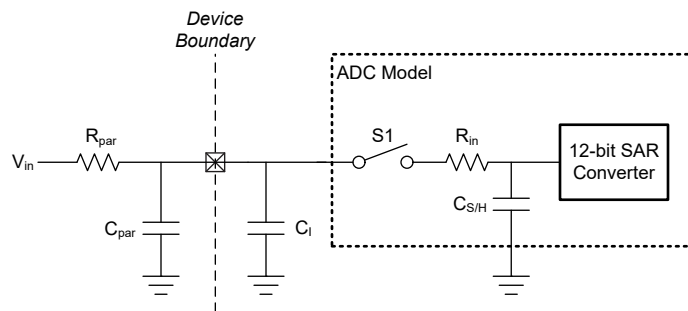 Device
Boundary
ADC Model
R_par
S1
R_in
V_in
12-bit SAR
Converter
C_par
C_I
C_S/H